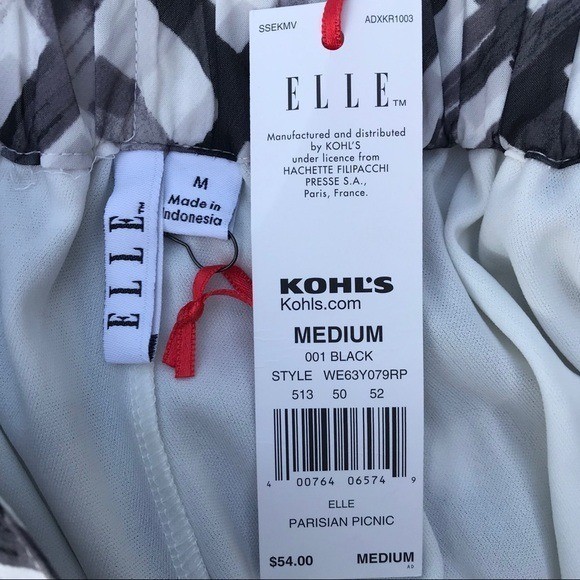 SSEKMV ADXKR1003
ELLE™
Manufactured and distributed
by KOHL'S
under licence from
HACHETTE FILIPACCHI
PRESSE S.A.,
Paris, France.
KOHL'S
Kohls.com
MEDIUM
001 BLACK
STYLE WE63Y079RP
513 50 52
4 00764 06574 9
ELLE
PARISIAN PICNIC
$54.00 MEDIUM
AD
ELLE™
M
Made in
Indonesia